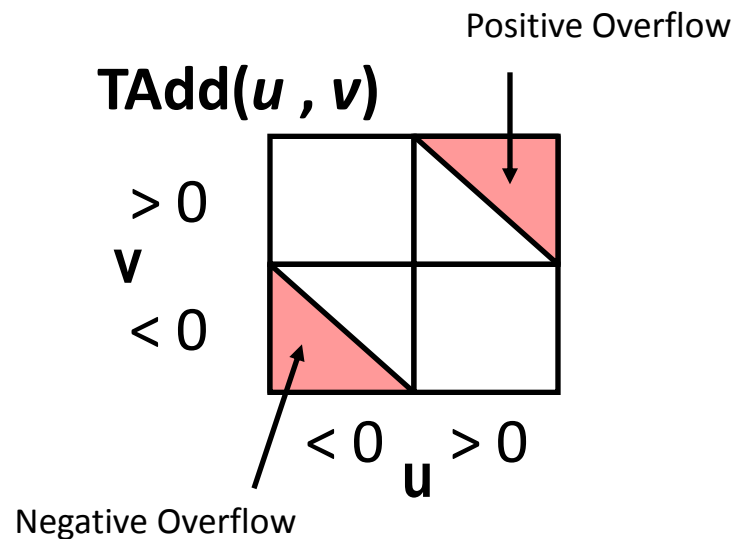 Positive Overflow
TAdd(u , v)
> 0
v
< 0
< 0 > 0
u
Negative Overflow